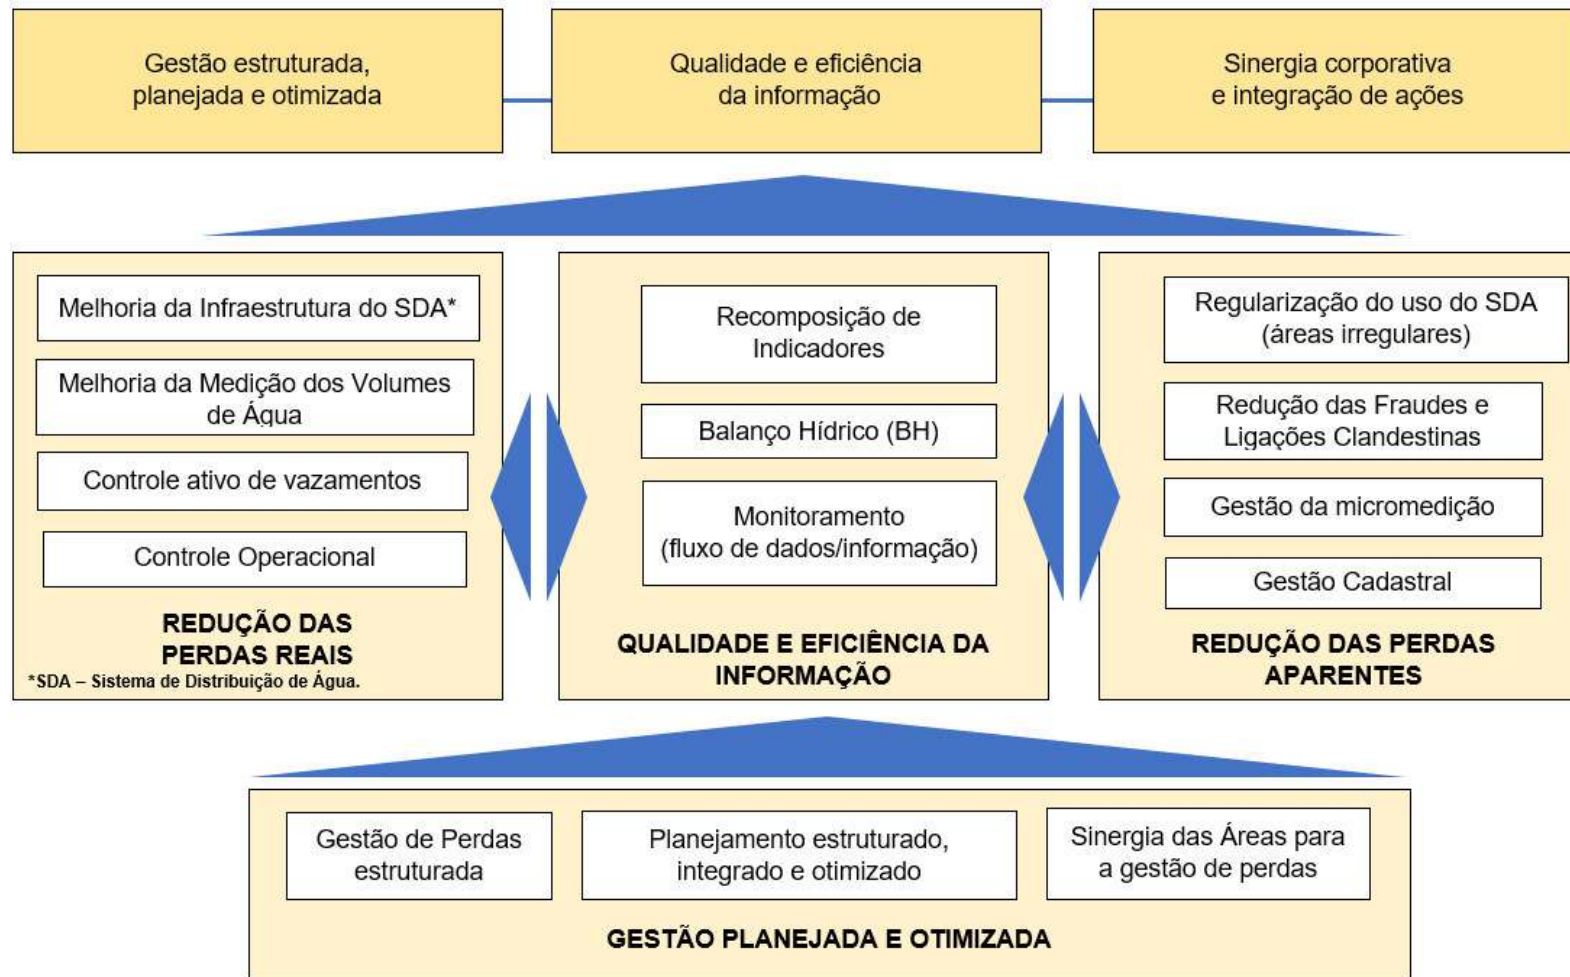 Gestão estruturada,
planejada e otimizada
Qualidade e eficiência
da informação
Sinergia corporativa
e integração de ações
Melhoria da Infraestrutura do SDA*
Melhoria da Medição dos Volumes
de Água
Controle ativo de vazamentos
Controle Operacional
REDUÇÃO DAS
PERDAS REAIS
*SDA – Sistema de Distribuição de Água.
Recomposição de
Indicadores
Balanço Hídrico (BH)
Monitoramento
(fluxo de dados/informação)
QUALIDADE E EFICIÊNCIA DA
INFORMAÇÃO
Regularização do uso do SDA
(áreas irregulares)
Redução das Fraudes e
Ligações Clandestinas
Gestão da micromedição
Gestão Cadastral
REDUÇÃO DAS PERDAS
APARENTES
Gestão de Perdas
estruturada
Planejamento estruturado,
integrado e otimizado
Sinergia das Áreas para
a gestão de perdas
GESTÃO PLANEJADA E OTIMIZADA